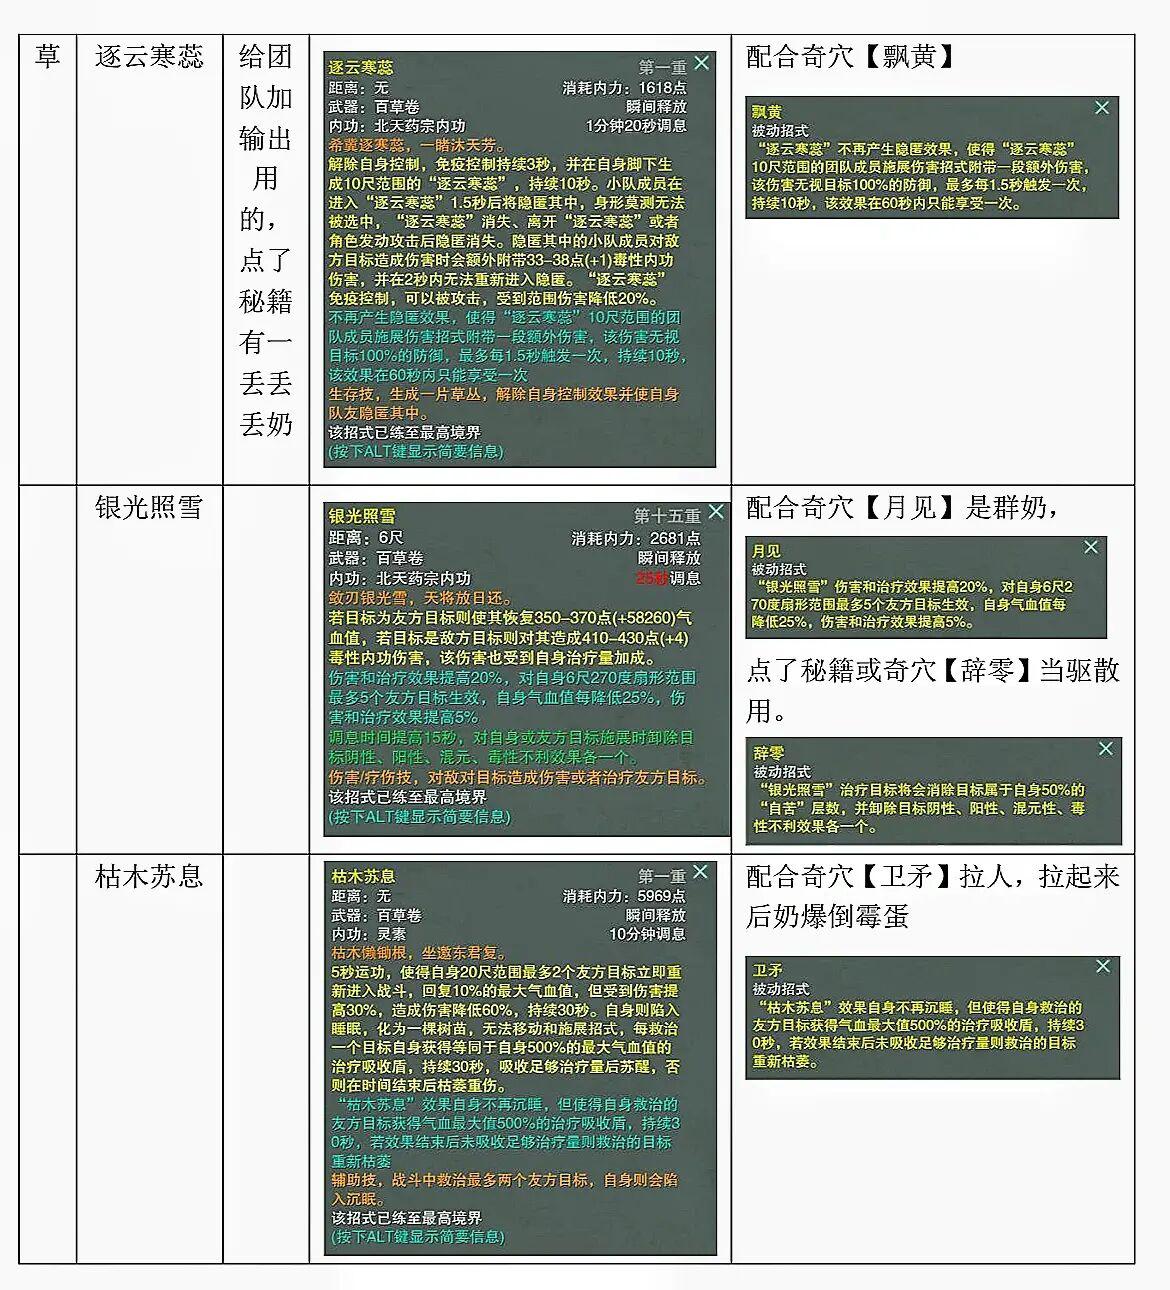 草
逐云寒蕊
给团
队加
输出
用
的，
点了
秘籍
有一
丢丢
丢奶
逐云寒蕊 第一重
距离：无 消耗内力：1618点
武器：百草卷 瞬间释放
内功：北天药宗内功 1分钟20秒调息
希冀逐寒蕊，一睹沐天芳。
解除自身控制，免疫控制持续3秒，并在自身脚下生
成10尺范围的“逐云寒蕊”，持续10秒。小队成员在
进入“逐云寒蕊”1.5秒后将隐匿其中，身形莫测无法
被选中，“逐云寒蕊”消失、离开“逐云寒蕊”或者
角色发动攻击后隐匿消失。隐匿其中的小队成员对敌
方目标造成伤害时会额外附带33-38点(+1)毒性内功
伤害，并在2秒内无法重新进入隐匿。“逐云寒蕊”
免疫控制，可以被攻击，受到范围伤害降低20%。
不再产生隐匿效果，使得“逐云寒蕊”10尺范围的团
队成员施展伤害招式附带一段额外伤害，该伤害无视
目标100%的防御，最多每1.5秒触发一次，持续10秒，
该效果在60秒内只能享受一次
生存技，生成一片草丛，解除自身控制效果并使自身
队友隐匿其中。
该招式已练至最高境界
(按下ALT键显示简要信息)
配合奇穴【飘黄】
飘黄
被动招式
“逐云寒蕊”不再产生隐匿效果，使得“逐云寒蕊”
10尺范围的团队成员施展伤害招式附带一段额外伤害，
该伤害无视目标100%的防御，最多每1.5秒触发一次，
持续10秒，该效果在60秒内只能享受一次。
银光照雪
银光照雪 第十五重
距离：6尺 消耗内力：2681点
武器：百草卷 瞬间释放
内功：北天药宗内功 25秒调息
敛刃银光雪，天将放日还。
若目标为友方目标则使其恢复350-370点(+58260)气
血值，若目标是敌方目标则对其造成410-430点(+4)
毒性内功伤害，该伤害也受到自身治疗量加成。
伤害和治疗效果提高20%，对自身6尺270度扇形范围
最多5个友方目标生效，自身气血值每降低25%，伤
害和治疗效果提高5%
调息时间提高15秒，对自身或友方目标施展时卸除目
标阴性、阳性、混元、毒性不利效果各一个。
伤害/疗伤技，对敌对目标造成伤害或者治疗友方目标。
该招式已练至最高境界
(按下ALT键显示简要信息)
配合奇穴【月见】是群奶，
月见
被动招式
“银光照雪”伤害和治疗效果提高20%，对自身6尺2
70度扇形范围最多5个友方目标生效，自身气血值每
降低25%，伤害和治疗效果提高5%。
点了秘籍或奇穴【辞零】当驱散
用。
辞零
被动招式
“银光照雪”治疗目标将会消除目标属于自身50%的
“自苦”层数，并卸除目标阴性、阳性、混元性、毒
性不利效果各一个。
枯木苏息
枯木苏息 第一重
距离：无 消耗内力：5969点
武器：百草卷 瞬间释放
内功：灵素 10分钟调息
枯木懒锄根，坐邀东君复。
5秒运功，使得自身20尺范围最多2个友方目标立即重
新进入战斗，回复10%的最大气血值，但受到伤害提
高30%，造成伤害降低60%，持续30秒。自身则陷入
睡眠，化为一棵树苗，无法移动和施展招式，每救治
一个目标自身获得等同于自身500%的最大气血值的
治疗吸收盾，持续30秒，吸收足够治疗量后苏醒，否
则在时间结束后枯萎重伤。
“枯木苏息”效果自身不再沉睡，但使得自身救治的
友方目标获得气血最大值500%的治疗吸收盾，持续3
0秒，若效果结束后未吸收足够治疗量则救治的目标
重新枯萎
辅助技，战斗中救治最多两个友方目标，自身则会陷
入沉眠。
该招式已练至最高境界
(按下ALT键显示简要信息)
配合奇穴【卫矛】拉人，拉起来
后奶爆倒霉蛋
卫矛
被动招式
“枯木苏息”效果自身不再沉睡，但使得自身救治的
友方目标获得气血最大值500%的治疗吸收盾，持续3
0秒，若效果结束后未吸收足够治疗量则救治的目标
重新枯萎。